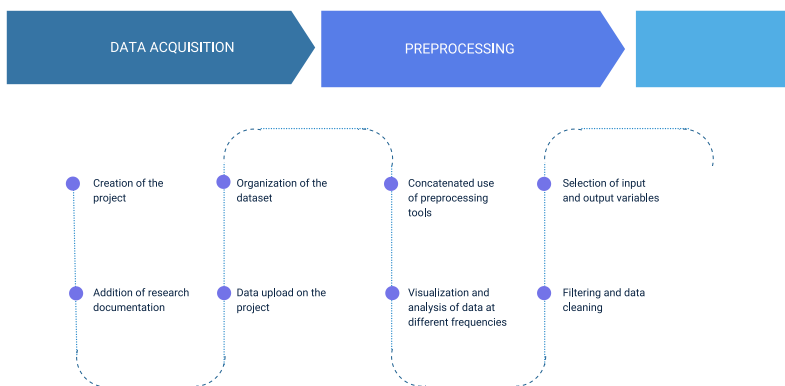 DATA ACQUISITION
PREPROCESSING
Creation of the
project
Organization of the
dataset
Concatenated use
of preprocessing
tools
Selection of input
and output variables
Addition of research
documentation
Data upload on the
project
Visualization and
analysis of data at
different frequencies
Filtering and data
cleaning